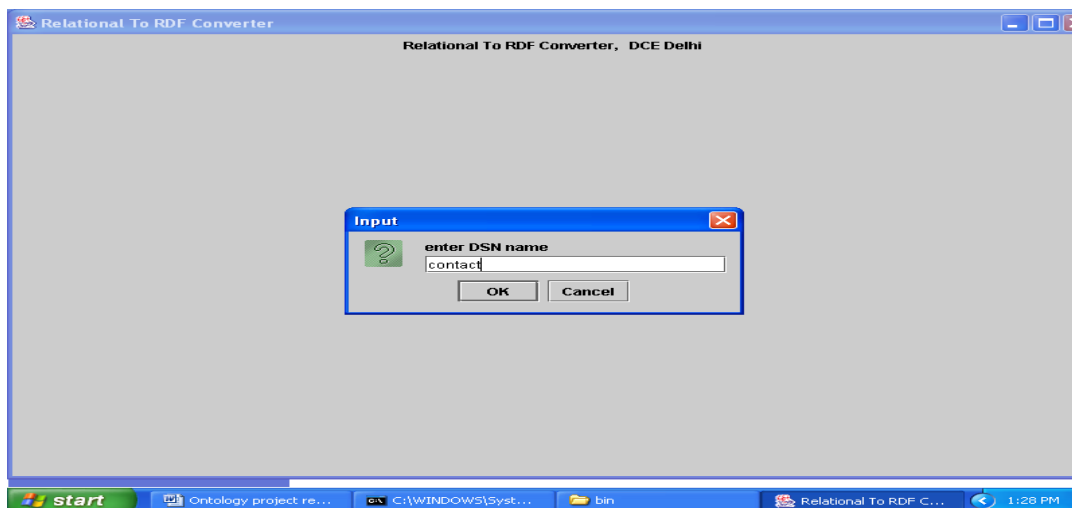 Relational To RDF Converter
Relational To RDF Converter, DCE Delhi
Input
enter DSN name
contact
OK
Cancel
start
Ontology project re...
C:\WINDOWS\Syst...
bin
Relational To RDF C...
1:28 PM